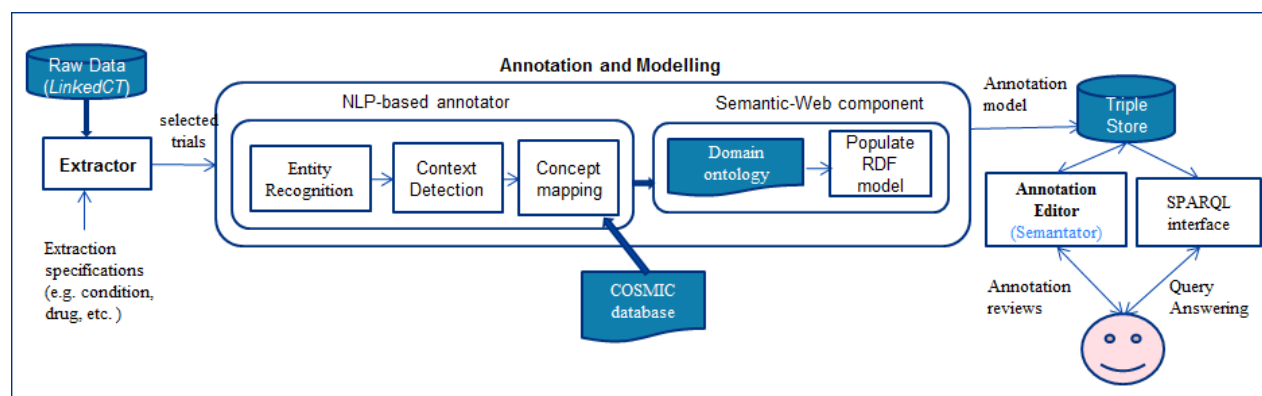 Raw Data
(LinkedCT)
Extractor
Extraction
specifications
(e.g. condition,
drug, etc. )
selected
trials
Annotation and Modelling
NLP-based annotator
Entity
Recognition
Context
Detection
Concept
mapping
COSMIC
database
Semantic-Web component
Domain
ontology
Populate
RDF
model
Annotation
model
Triple
Store
Annotation
Editor
(Semantator)
SPARQL
interface
Annotation
reviews
Query
Answering